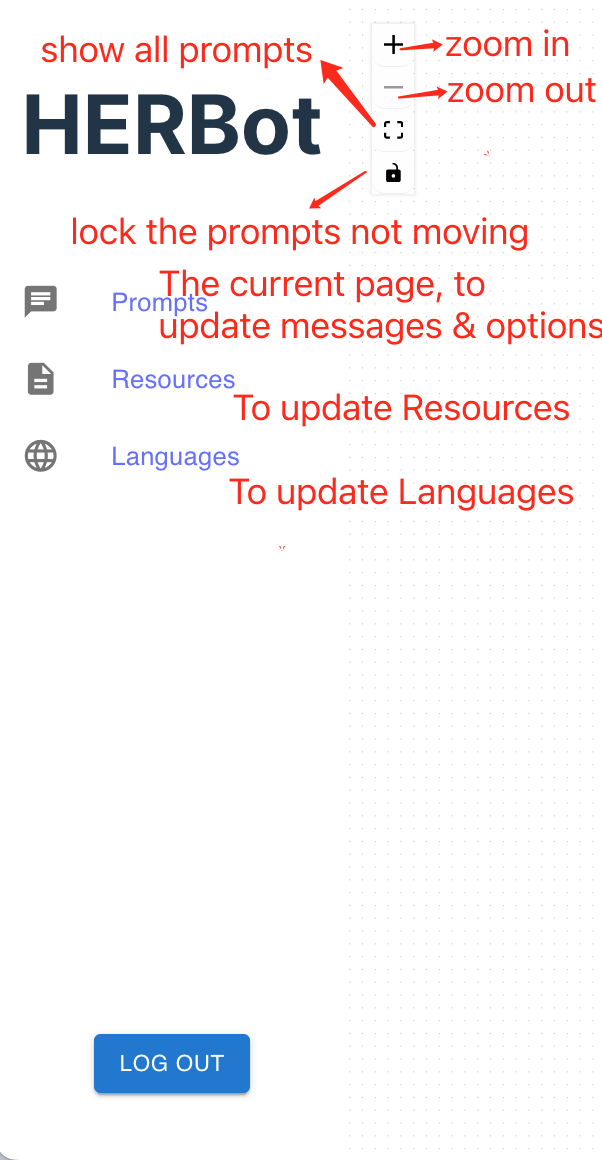 show all prompts
zoom in
zoom out
HERBot
lock the prompts not moving
The current page, to
Prompts
update messages & options
Resources
To update Resources
Languages
To update Languages
LOG OUT